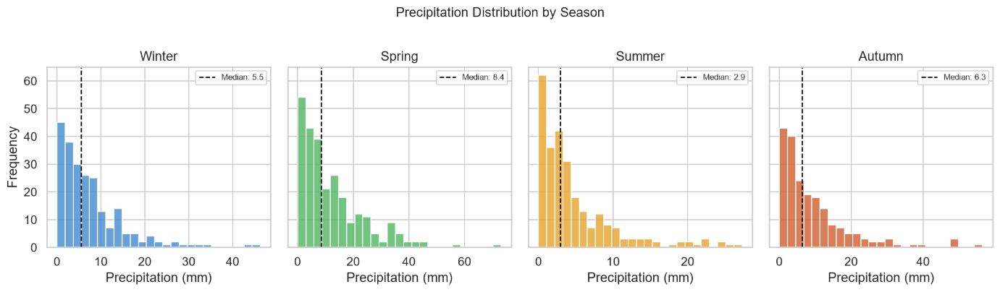 Precipitation Distribution by Season
Winter
Spring
Summer
Autumn
Median: 5.5
Median: 8.4
Median: 2.9
Median: 6.3
Frequency
60
50
40
30
20
10
0
0 10 20 30 40
0 20 40 60
0 10 20
0 20 40
Precipitation (mm)
Precipitation (mm)
Precipitation (mm)
Precipitation (mm)